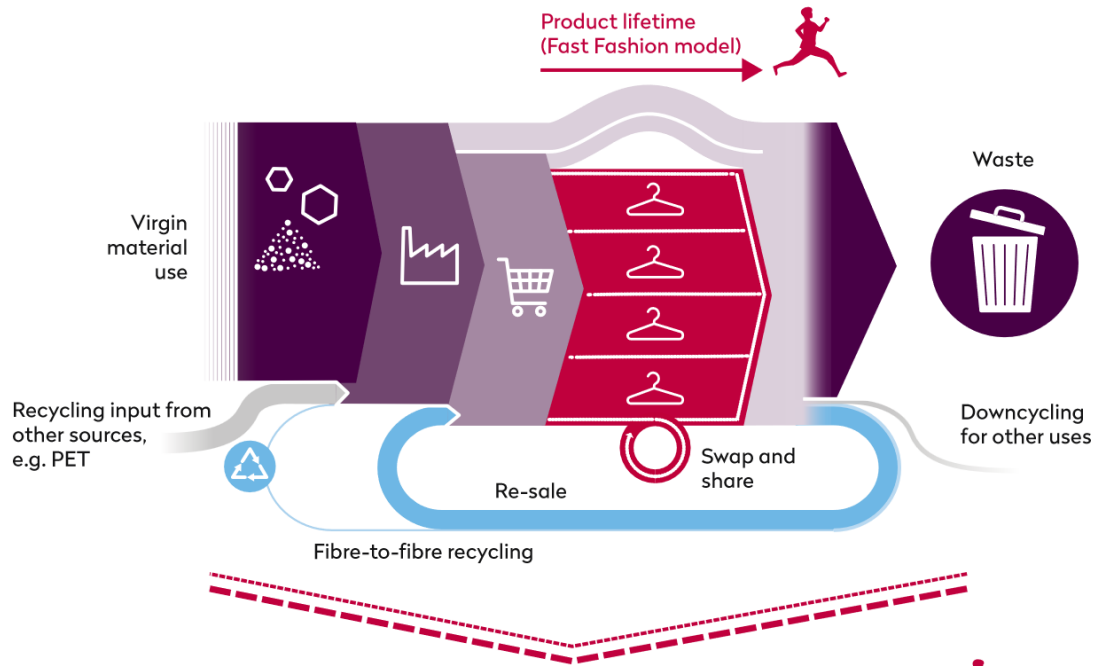 Product lifetime
(Fast Fashion model)
Waste
Virgin
material
use
Recycling input from
other sources,
e.g. PET
Downcycling
for other uses
Swap and
share
Re-sale
Fibre-to-fibre recycling